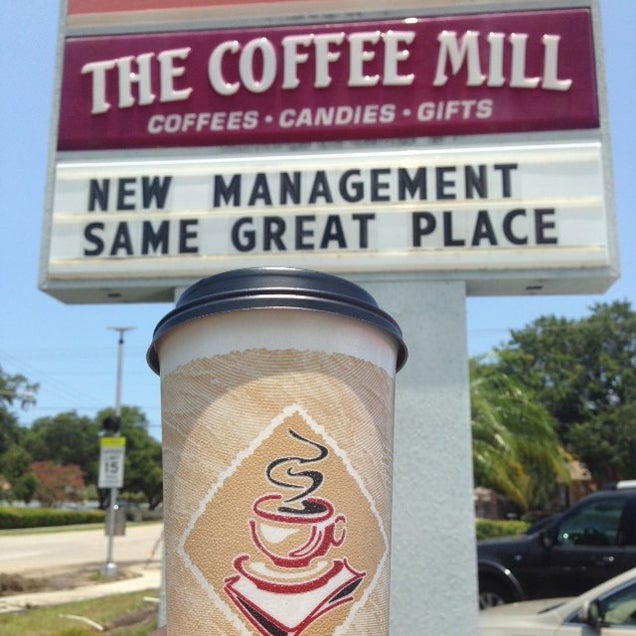 THE COFFEE MILL
COFFEES • CANDIES • GIFTS
NEW MANAGEMENT
SAME GREAT PLACE
15